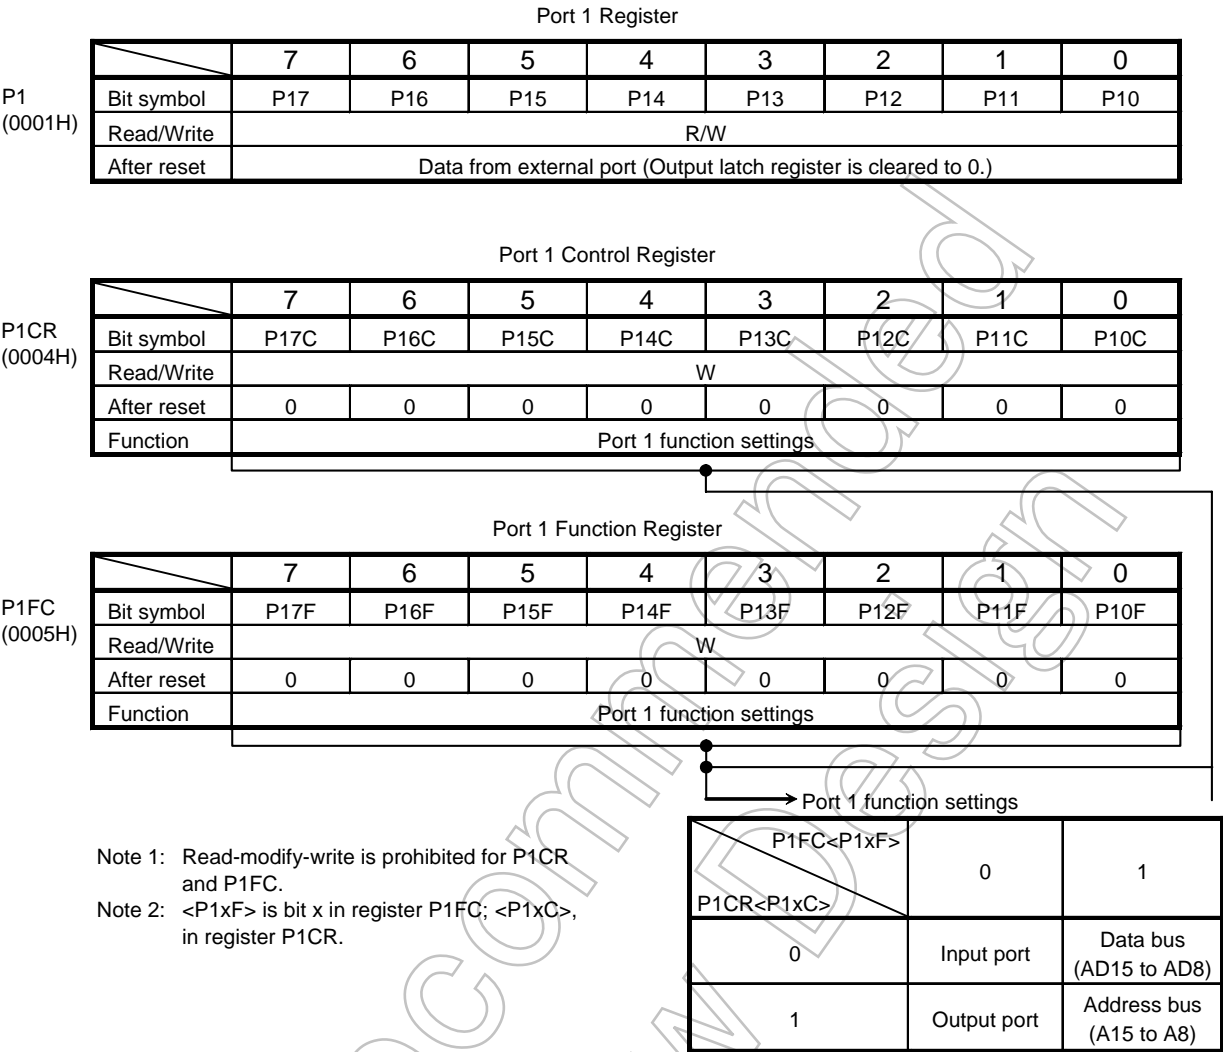 Port 1 Register
7 6 5 4 3 2 1 0
P1 (0001H)
Bit symbol P17 P16 P15 P14 P13 P12 P11 P10
Read/Write R/W
After reset Data from external port (Output latch register is cleared to 0.)
Port 1 Control Register
7 6 5 4 3 2 1 0
P1CR (0004H)
Bit symbol P17C P16C P15C P14C P13C P12C P11C P10C
Read/Write W
After reset 0 0 0 0 0 0 0 0
Function Port 1 function settings
Port 1 Function Register
7 6 5 4 3 2 1 0
P1FC (0005H)
Bit symbol P17F P16F P15F P14F P13F P12F P11F P10F
Read/Write W
After reset 0 0 0 0 0 0 0 0
Function Port 1 function settings
Note 1: Read-modify-write is prohibited for P1CR
and P1FC.
Note 2: <P1xF> is bit x in register P1FC; <P1xC>,
in register P1CR.
Port 1 function settings
P1FC<P1xF> 0 1
P1CR<P1xC>
0 Input port Data bus
(AD15 to AD8)
1 Output port Address bus
(A15 to A8)